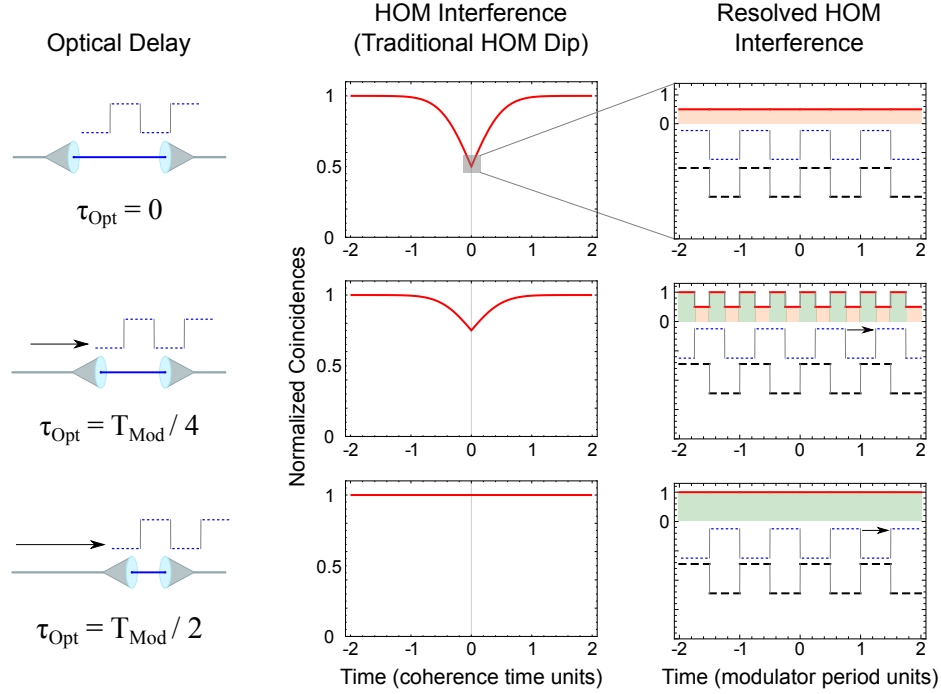 Optical Delay
HOM Interference
(Traditional HOM Dip)
Resolved HOM
Interference
τOpt = 0
τOpt = TMod / 4
τOpt = TMod / 2
Normalized Coincidences
1
0.5
0
-2 -1 0 1 2
1
0.5
0
-2 -1 0 1 2
1
0.5
0
-2 -1 0 1 2
Time (coherence time units)
1
0
-2 -1 0 1 2
1
0
-2 -1 0 1 2
1
0
-2 -1 0 1 2
Time (modulator period units)